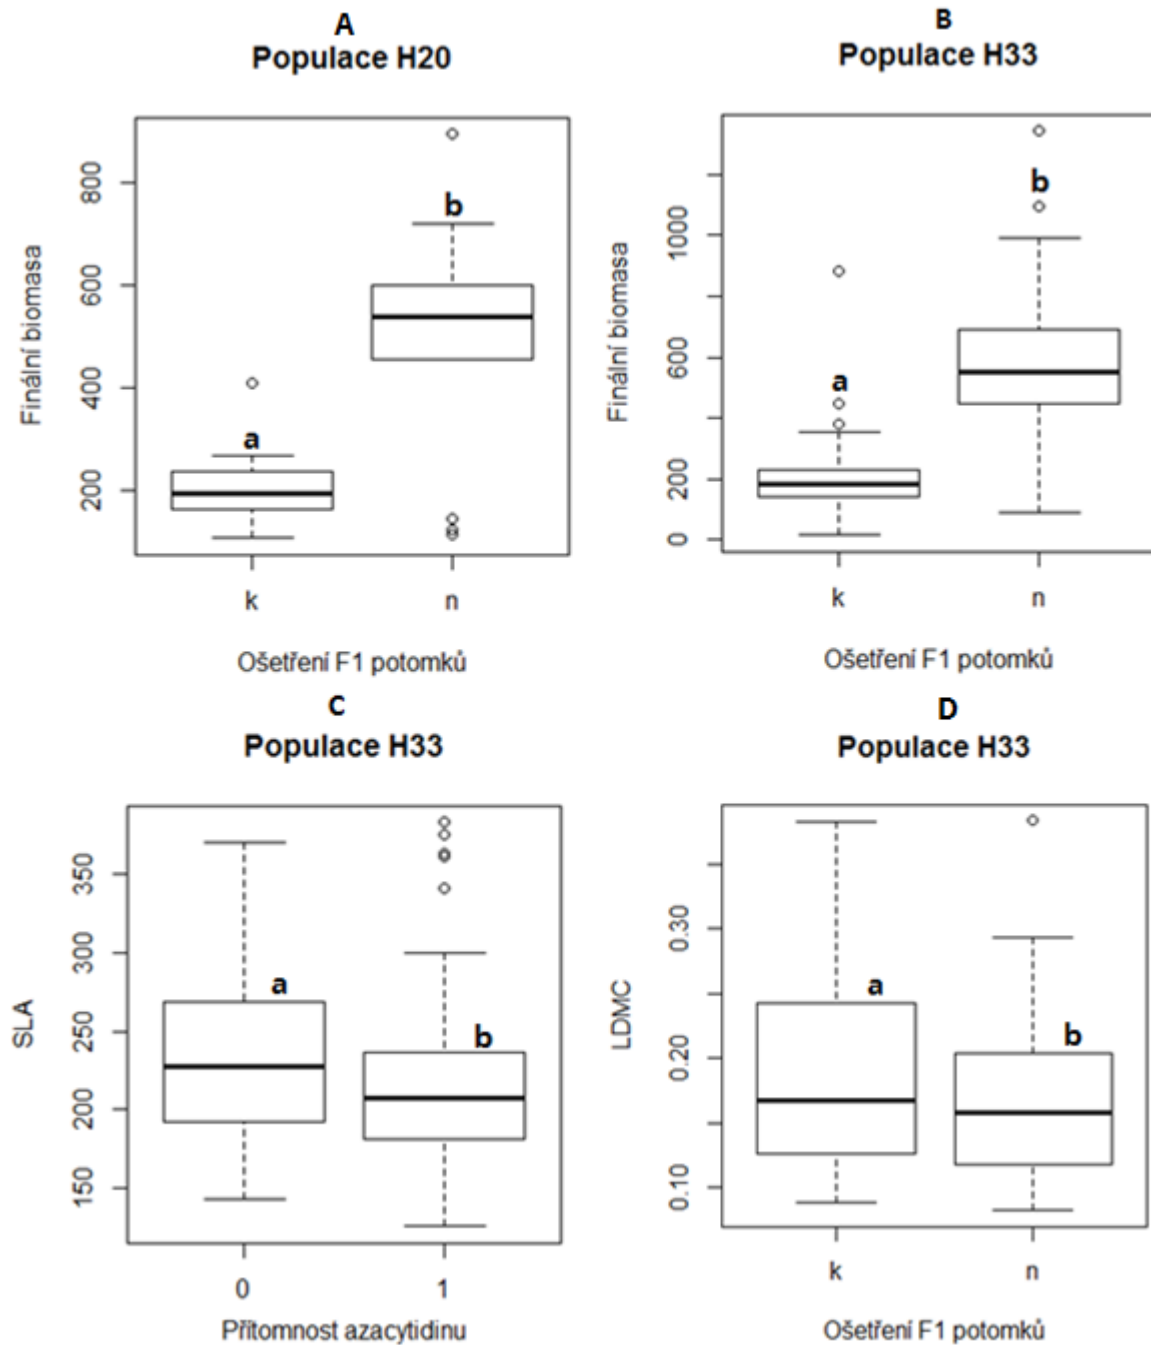 A
Populace H20
Finální biomasa
800
600
400
200
a
b
k
n
Ošetření F1 potomků
B
Populace H33
Finální biomasa
1000
600
200
0
a
b
k
n
Ošetření F1 potomků
C
Populace H33
SLA
350
300
250
200
150
a
b
0
1
Přítomnost azacytidinu
D
Populace H33
LDMC
0.30
0.20
0.10
a
b
k
n
Ošetření F1 potomků